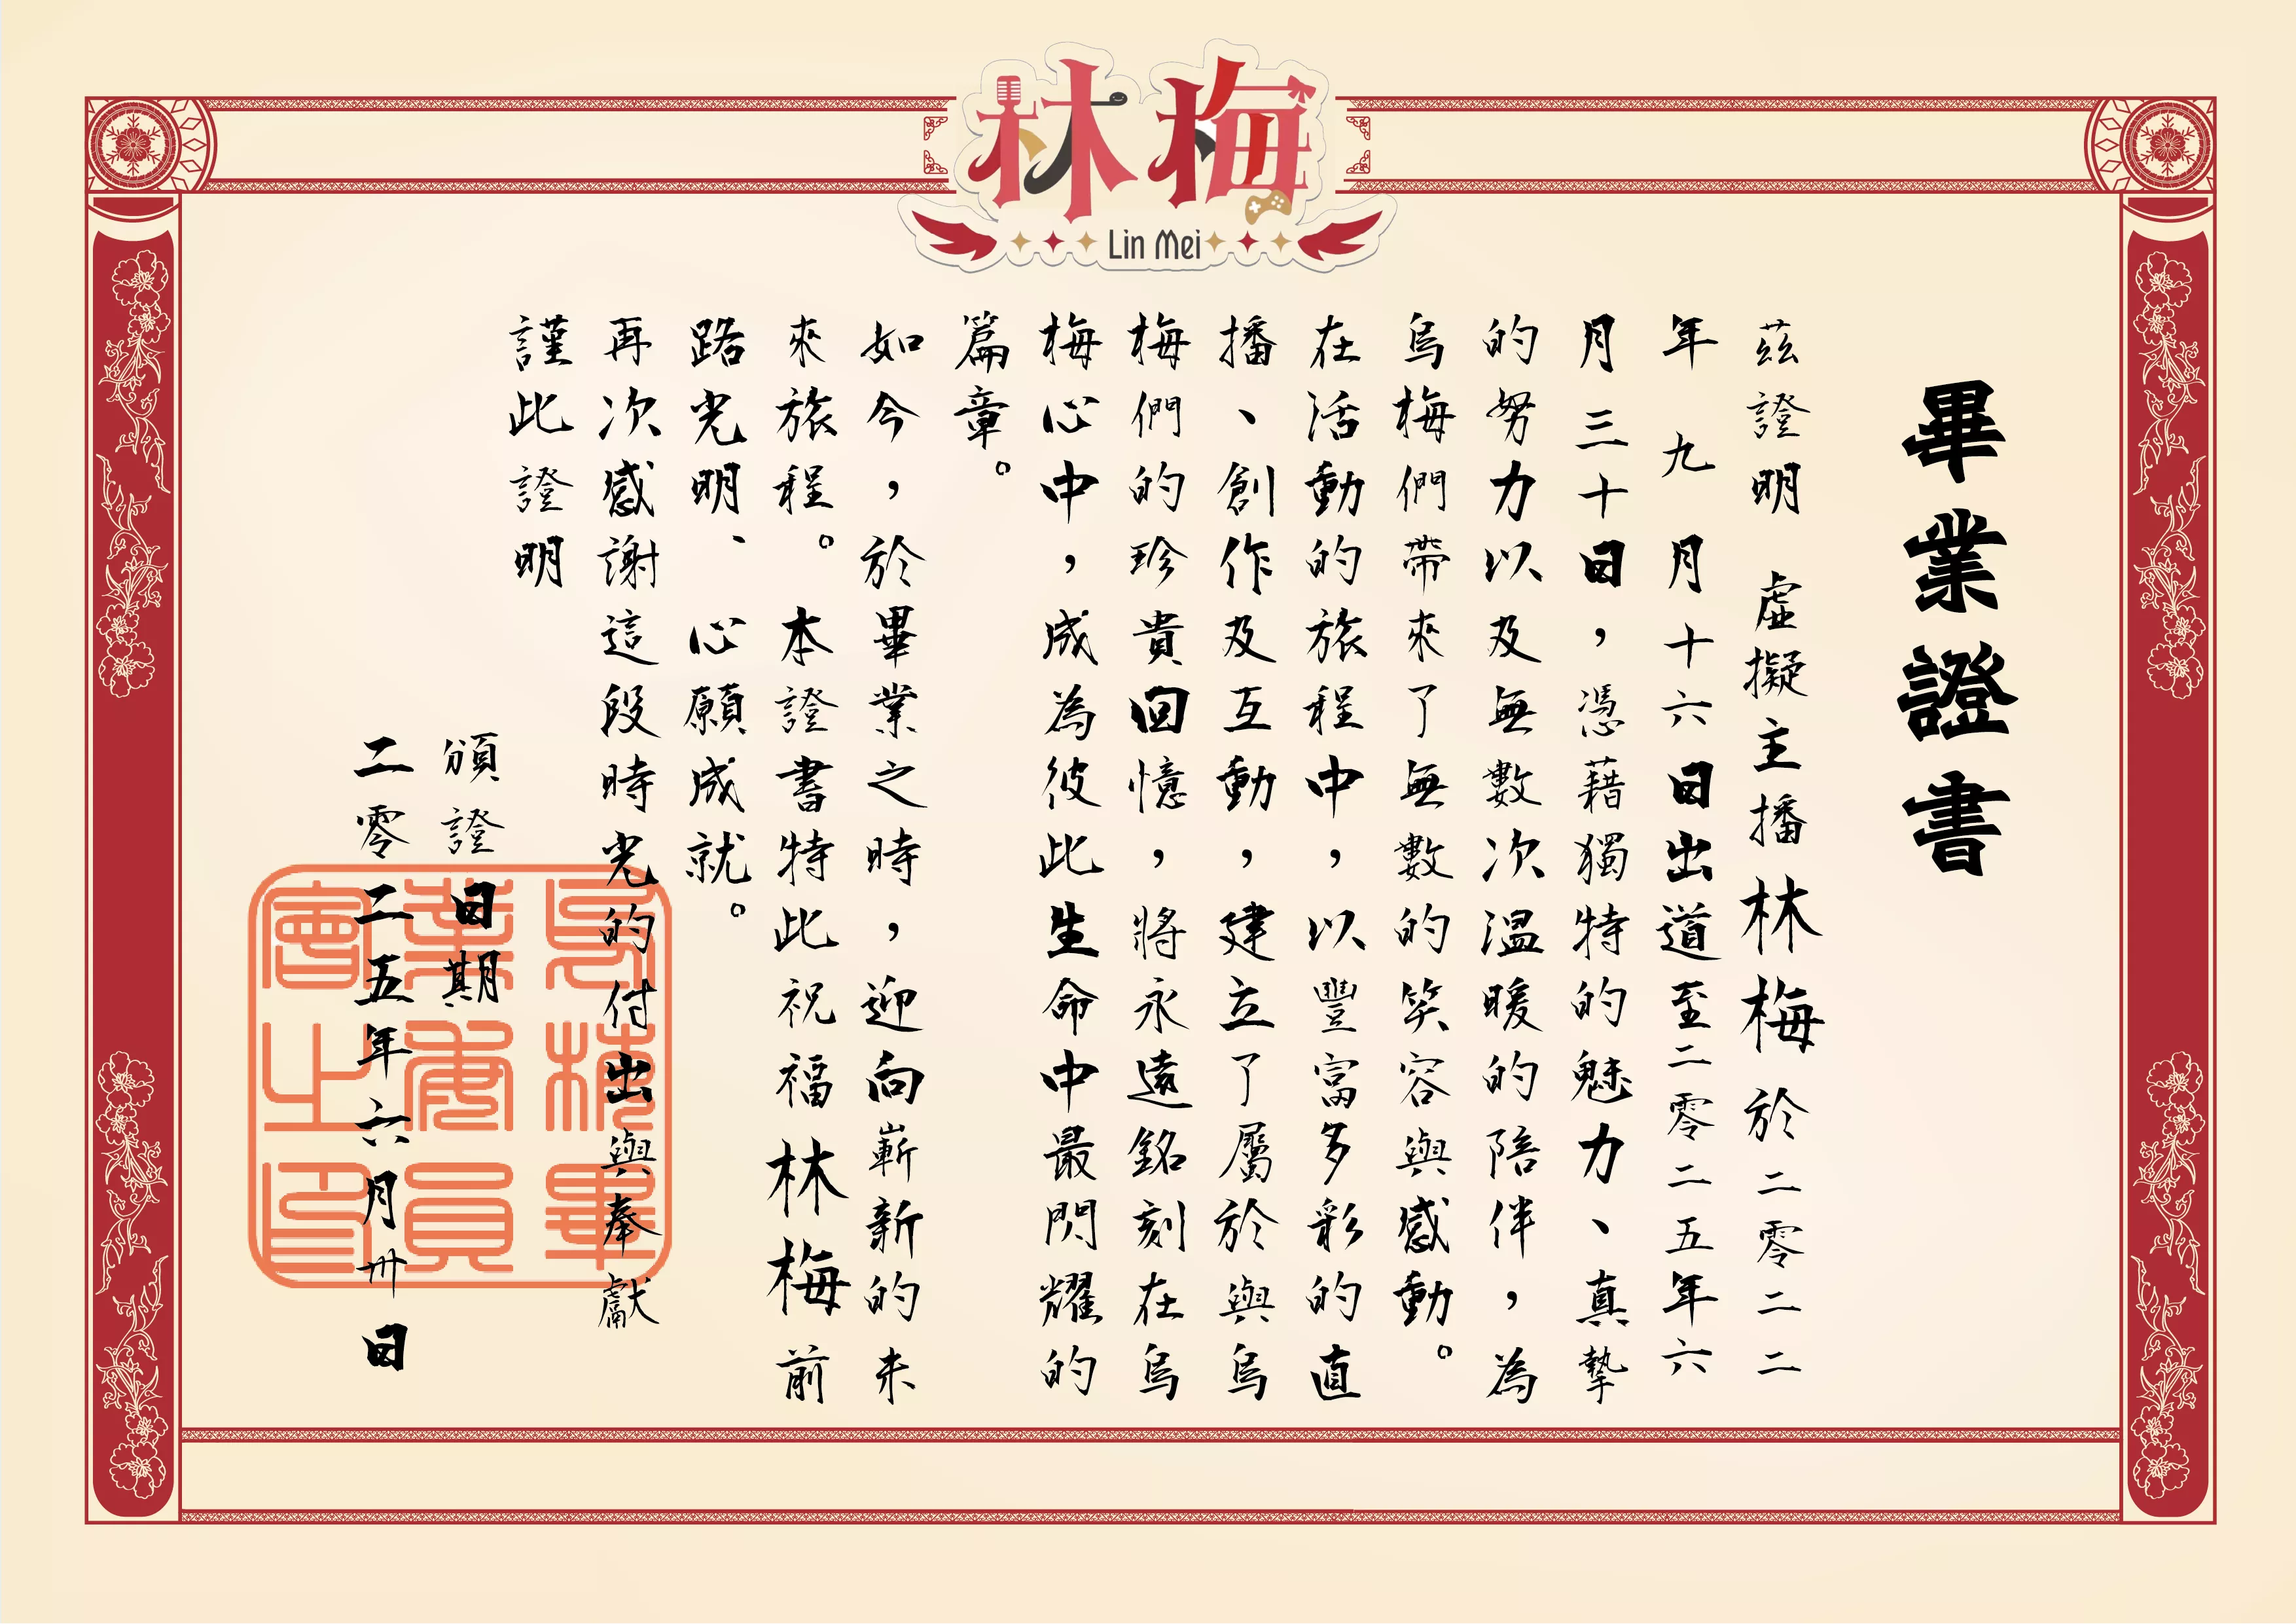 林梅
Lin Mei
畢業證書
茲證明 虛擬主播林梅於二零二二
年九月十六日出道至二零二五年六
月三十日，憑藉獨特的魅力、真摯
的努力以及無數次溫暖的陪伴，為
烏梅們帶來了無數的笑容與感動。
在活動的旅程中，以豐富多彩的直
播、創作及互動，建立了屬於與烏
梅們的珍貴回憶，將永遠銘刻在烏
梅心中，成為彼此生命中最閃耀的
篇章。
如今，於畢業之時，迎向嶄新的未
來旅程。本證書特此祝福林梅前
路光明、心願成就。
再次感謝這段時光的付出與奉獻
謹此證明
頒證日期
二零二五年六月卅日
烏梅畢
業委員
會之印